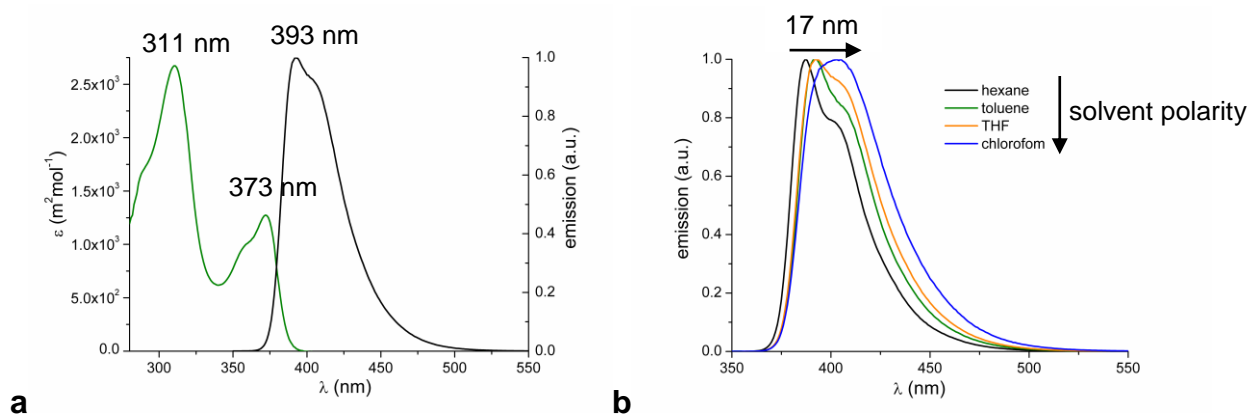 311 nm
393 nm
373 nm
2.5x10³
2.0x10³
1.5x10³
1.0x10³
5.0x10²
0.0
ε (m²mol⁻¹)
300
350
400
450
500
550
λ (nm)
1.0
0.8
0.6
0.4
0.2
0.0
emission (a.u.)
a
17 nm
1.0
0.8
0.6
0.4
0.2
0.0
emission (a.u.)
350
400
450
500
550
λ (nm)
hexane
toluene
THF
chlorofom
solvent polarity
b